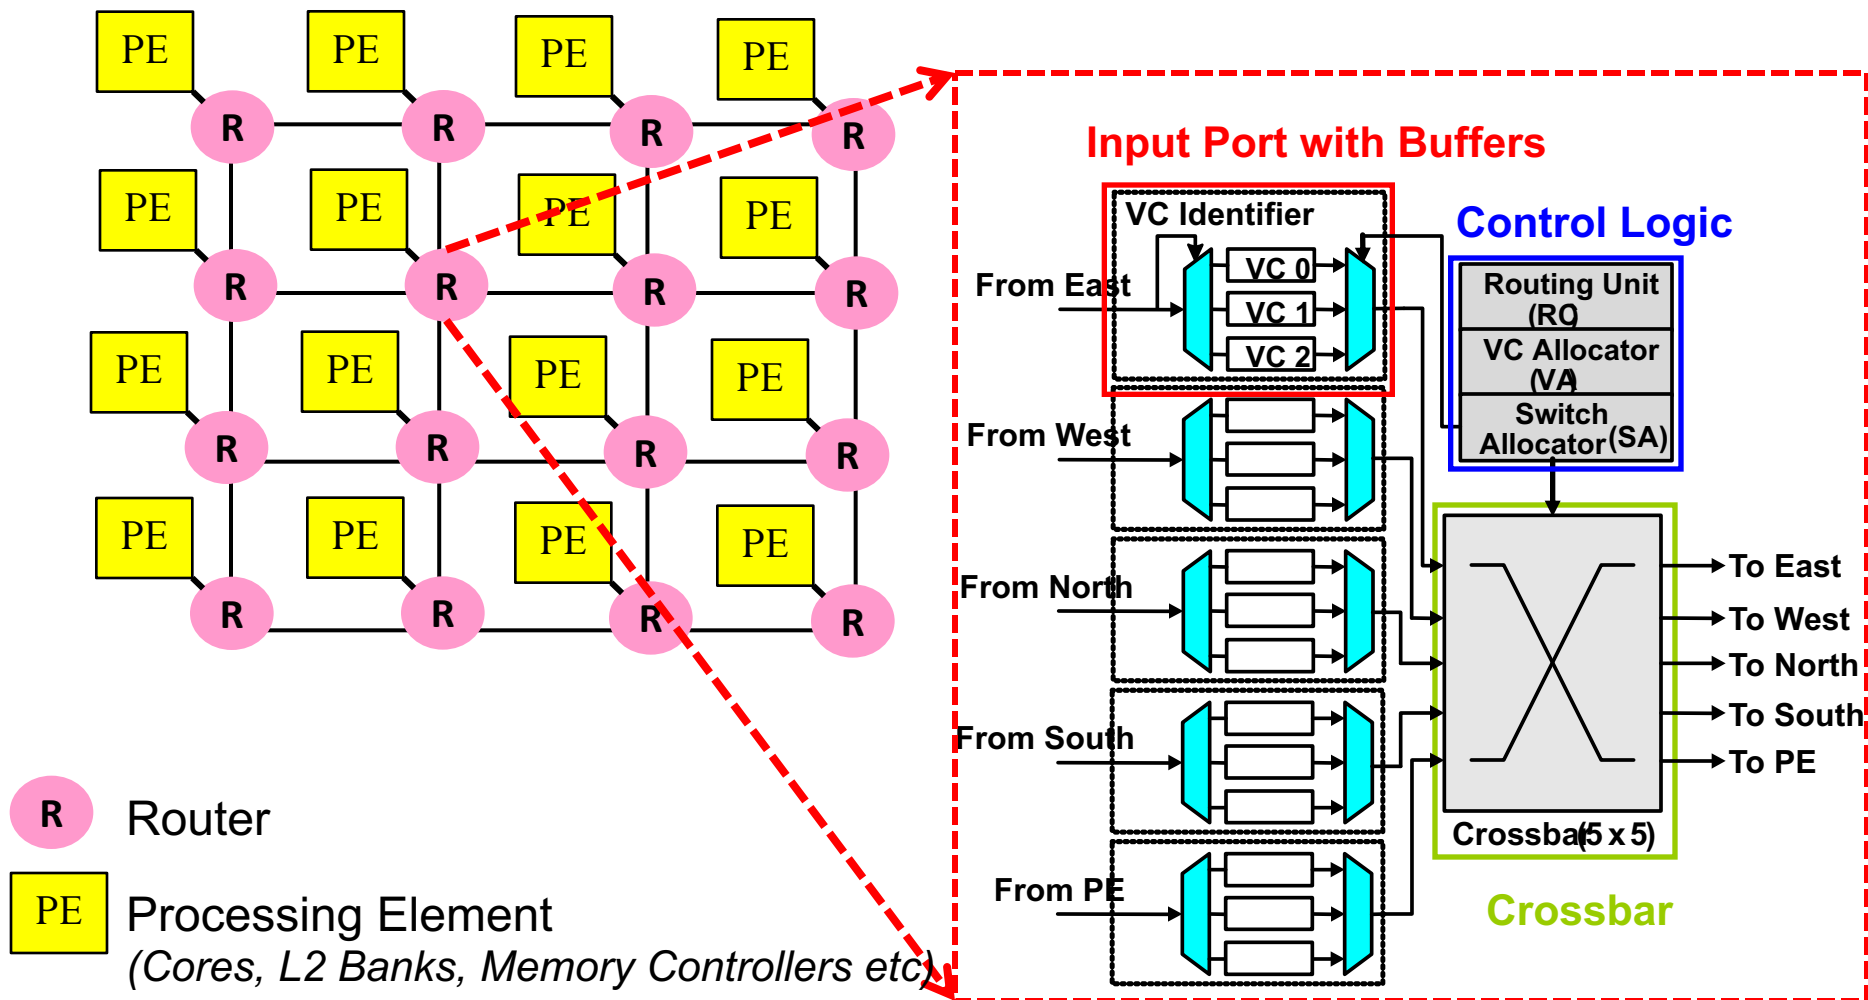 PE PE PE PE
R R R R
PE PE PE PE
R R R R
PE PE PE PE
R R R R
PE PE PE PE
R R R R
R Router
PE Processing Element
(Cores, L2 Banks, Memory Controllers etc)
Input Port with Buffers
VC Identifier
From East
VC 0
VC 1
VC 2
From West
From North
From South
From PE
Control Logic
Routing Unit
(RC)
VC Allocator
(VA)
Switch
Allocator (SA)
To East
To West
To North
To South
To PE
Crossbar (5 x 5)
Crossbar